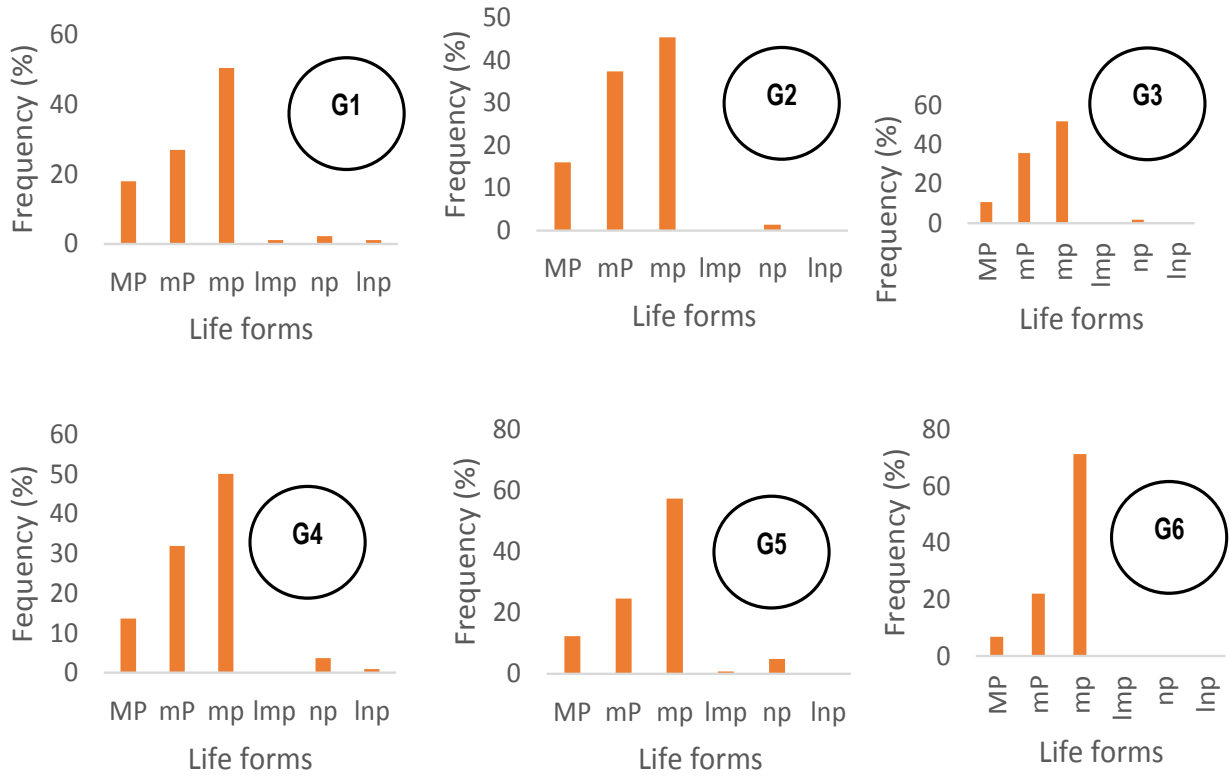 Frequency (%)
60
40
20
0
G1
MP mP mp lmp np lnp
Life forms
Frequency (%)
50
40
30
20
10
0
G2
MP mP mp lmp np lnp
Life forms
Frequency (%)
60
40
20
0
G3
MP mP mp lmp np lnp
Life forms
Fequency (%)
60
50
40
30
20
10
0
G4
MP mP mp lmp np lnp
Life forms
Frequency (%)
80
60
40
20
0
G5
MP mP mp lmp np lnp
Life forms
Frequency (%)
80
60
40
20
0
G6
MP mP mp lmp np lnp
Life forms